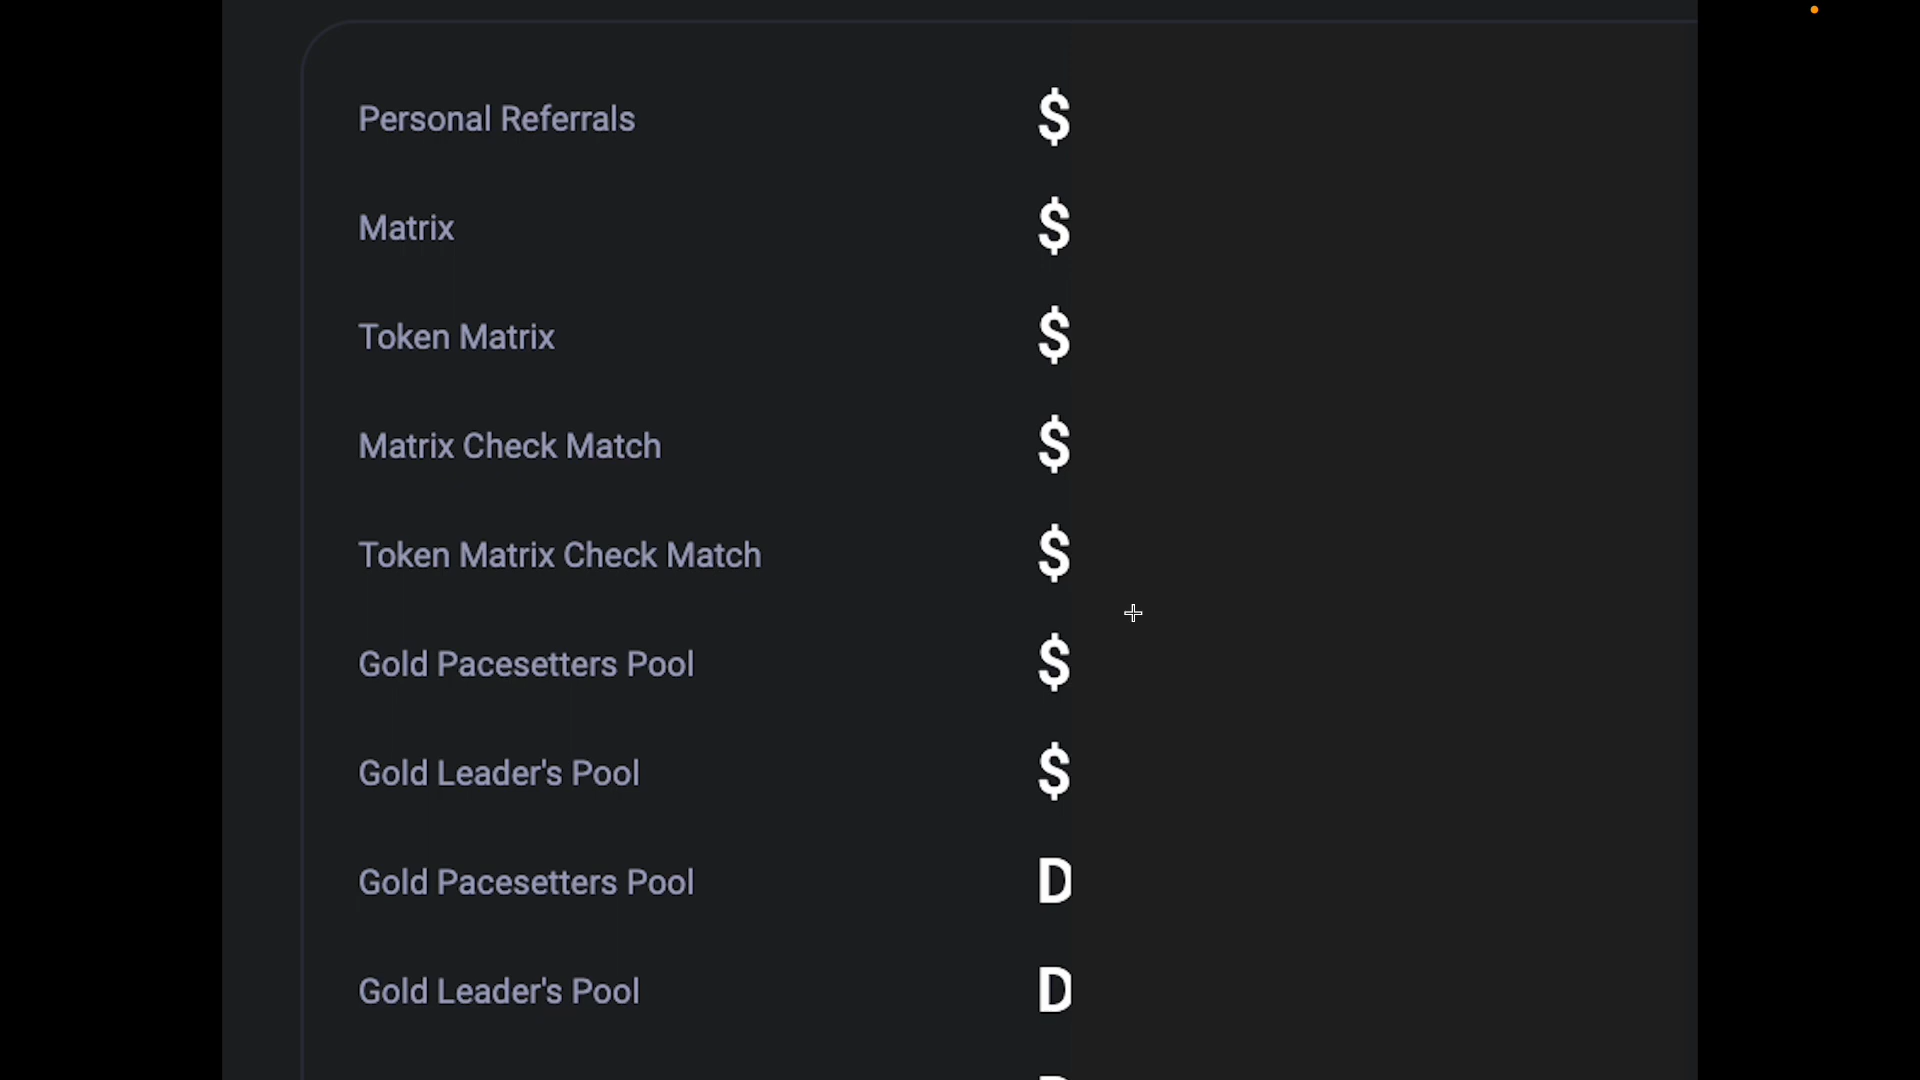 Personal Referrals $
Matrix $
Token Matrix $
Matrix Check Match $
Token Matrix Check Match $
Gold Pacesetters Pool $
Gold Leader's Pool $
Gold Pacesetters Pool D
Gold Leader's Pool D